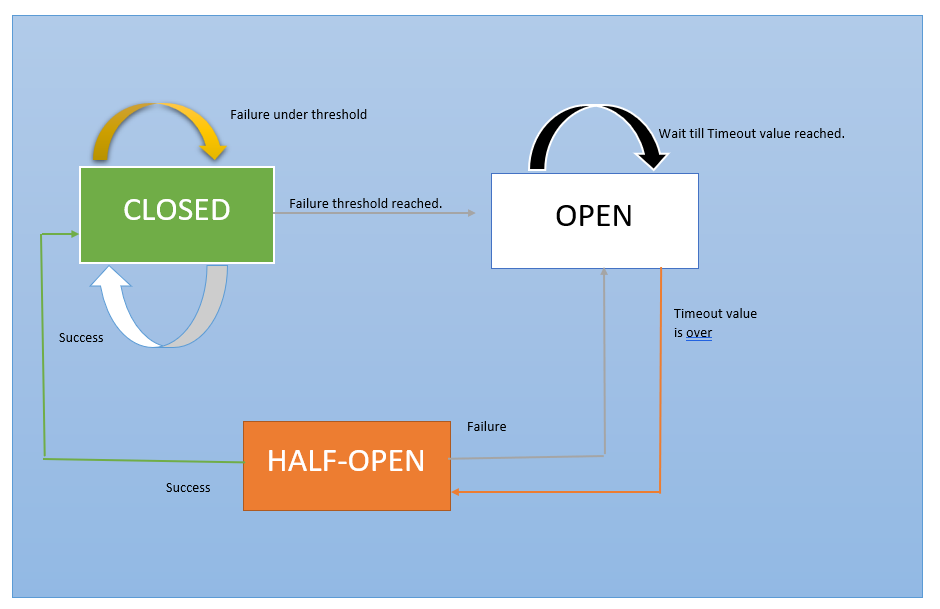 Failure under threshold
Wait till Timeout value reached.
CLOSED
Failure threshold reached.
OPEN
Success
Timeout value
is over
Failure
HALF-OPEN
Success